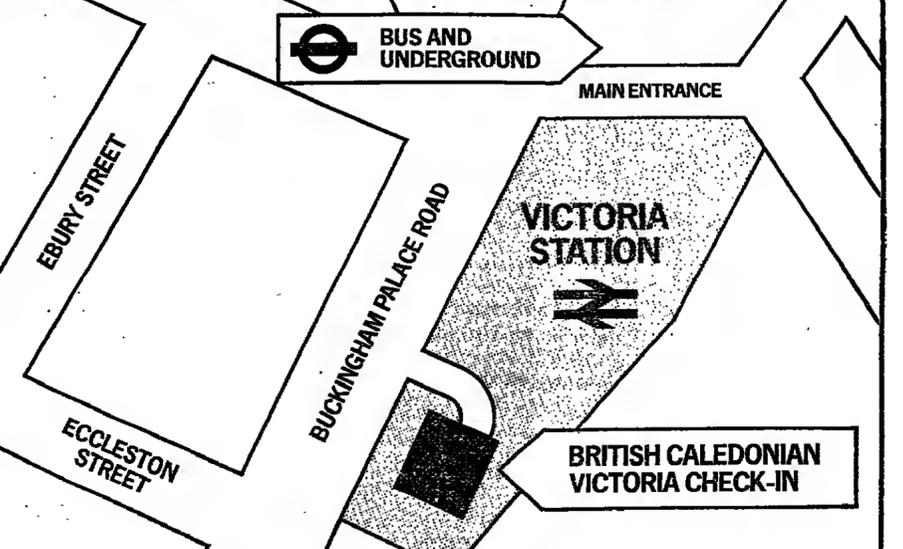 BUS AND
UNDERGROUND
MAIN ENTRANCE
EBURY STREET
VICTORIA
STATION
BUCKINGHAM PALACE ROAD
ECCLESTON
STREET
BRITISH CALEDONIAN
VICTORIA CHECK-IN